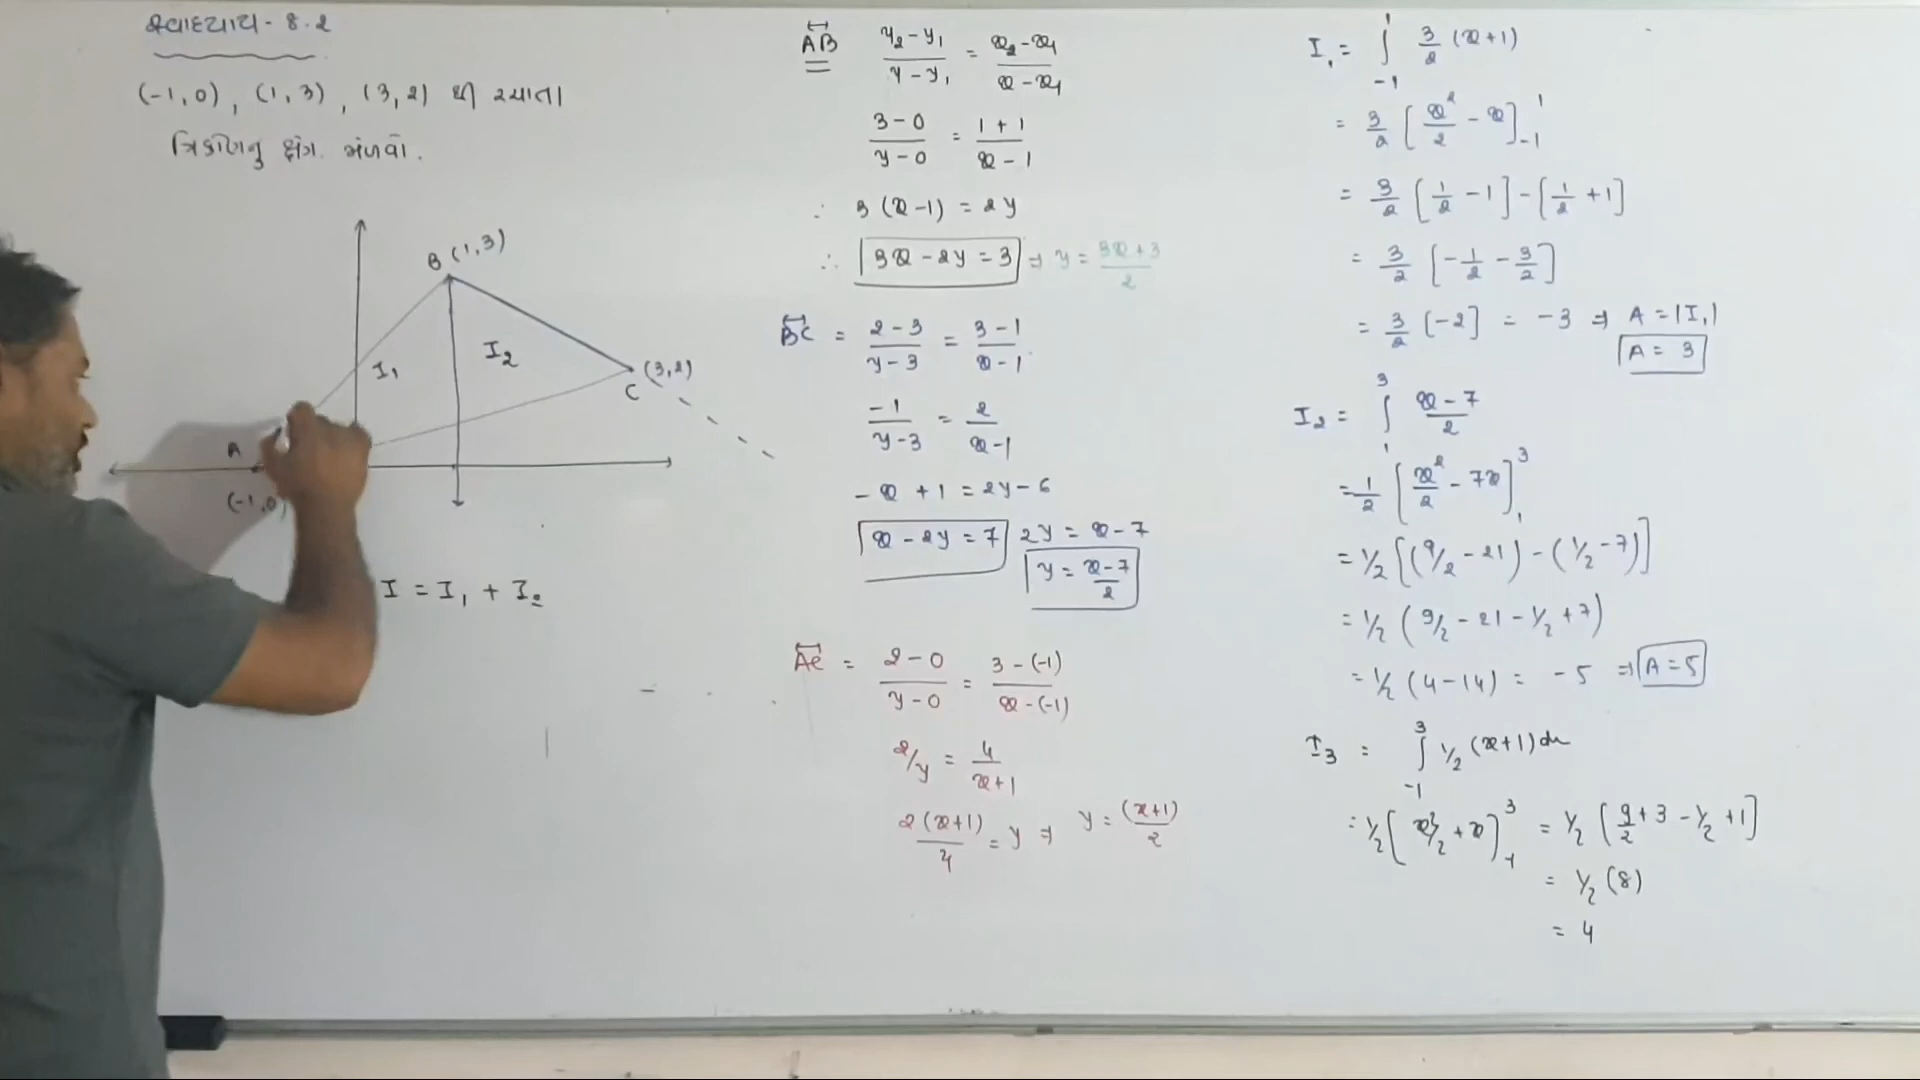 સ્વાધ્યાય - 8.2
(-1,0), (1,3), (3,2) થી રચાતા
ત્રિકોણનુ ક્ષેત્ર. મેળવો.
B (1,3)
I₁
I₂
(3,2)
C
A
(-1,0)
I = I₁ + I₂
AB (y₂ - y₁)/(y - y₁) = (x₂ - x₁)/(x - x₁)
(3 - 0)/(y - 0) = (1 + 1)/(x - 1)
∴ 3 (x - 1) = 2y
∴ 3x - 2y = 3 ⇒ y = (3x + 3)/2
BC = (2 - 3)/(y - 3) = (3 - 1)/(x - 1)
-1/(y - 3) = 2/(x - 1)
- x + 1 = 2y - 6
x - 2y = 7 2y = x - 7
y = (x - 7)/2
AC = (2 - 0)/(y - 0) = (3 - (-1))/(x - (-1))
2/y = 4/(x + 1)
2(x+1)/4 = y ⇒ y = (x+1)/2
I₁ = ∫₋₁¹ 3/2 (x+1)
= 3/2 [x²/2 - x]₋₁¹
= 3/2 [1/2 - 1] - [1/2 + 1]
= 3/2 [-1/2 - 3/2]
= 3/2 [-2] = -3 ⇒ A = |I₁|
A = 3
I₂ = ∫₁³ (x - 7)/2
= 1/2 [x²/2 - 7x]₁³
= 1/2 [(9/2 - 21) - (1/2 - 7)]
= 1/2 (9/2 - 21 - 1/2 + 7)
= 1/2 (4 - 14) = -5 ⇒ A = 5
I₃ = ∫₋₁³ 1/2 (x+1) dx
= 1/2 [x²/2 + x]₋₁³ = 1/2 [9/2 + 3 - 1/2 + 1]
= 1/2 (8)
= 4